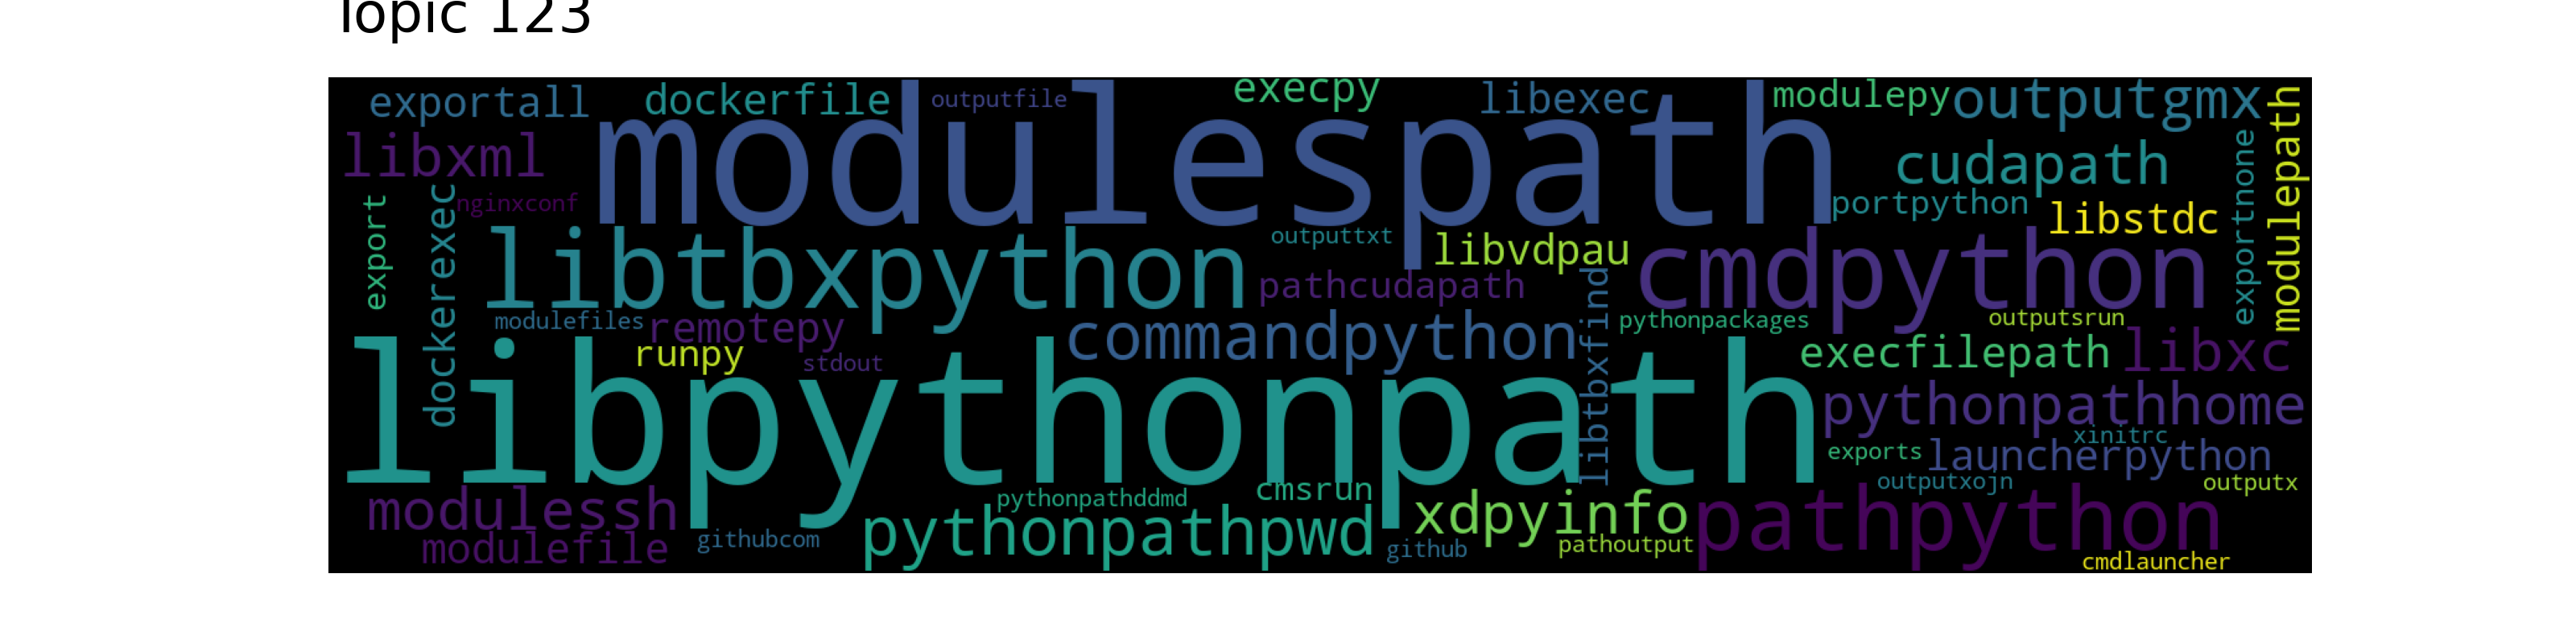 Topic 123
exportall dockerfile outputfile execpy libexec modulepy outputgmx
libxml modulespath cudapath exportnone modulepath
nginxconf portpython libstdc
export dockerexec libtbxpython outputtxt libvdpau cmdpython
pathcudapath libtbxfind
modulefiles remotepy commandpython pythonpackages outputsrun
runpy stdout execfilepath libxc
libpythonpath pythonpathhome
xinitrc
exports launcherpython
modulessh pythonpathddmd cmsrun outputxojn outputx
githubcom pythonpathpwd xdpyinfo pathpython
modulefile github pathoutput
cmdlauncher